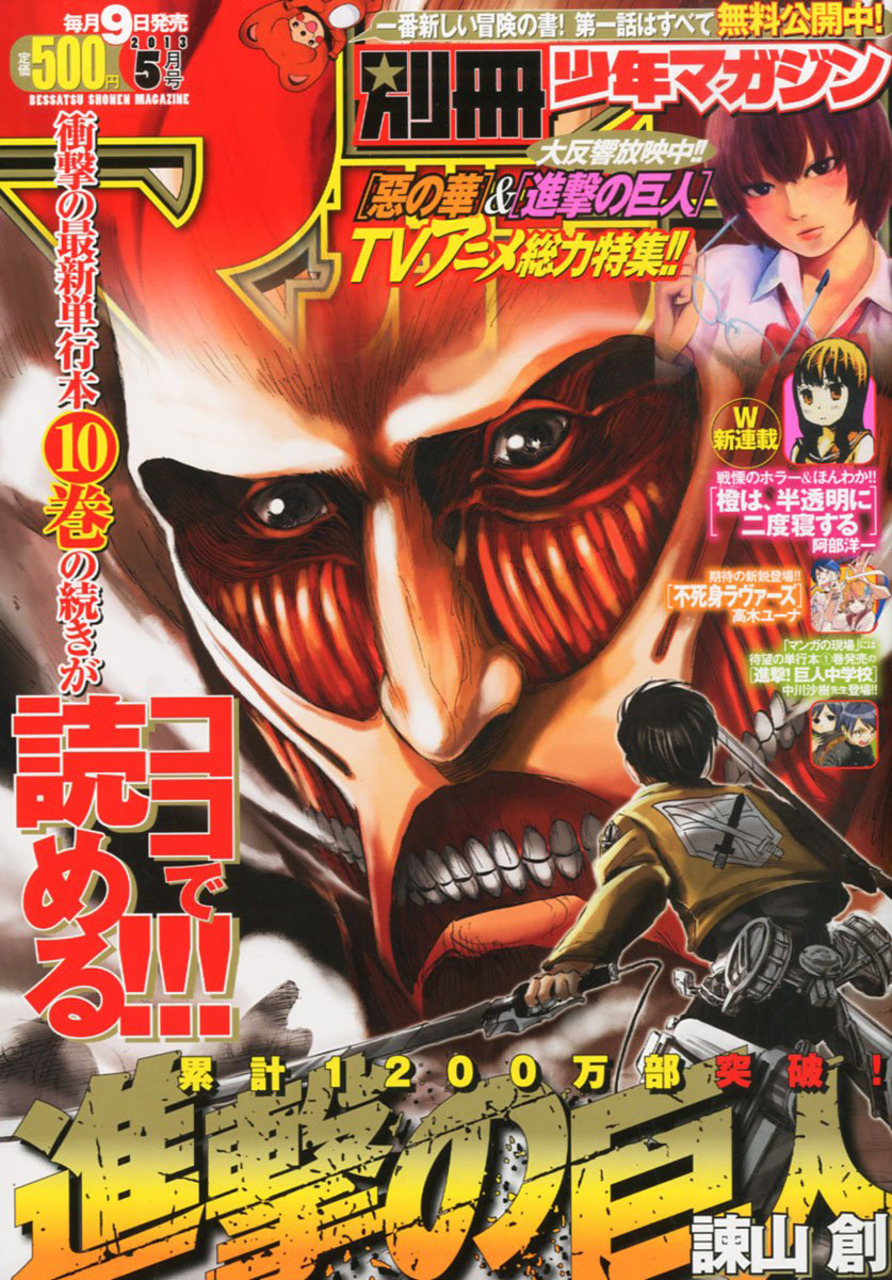 毎月9日発売
2013
5月号
定価500円
BESSATSU SHONEN MAGAZINE
一番新しい冒険の書! 第一話はすべて無料公開中!
別冊少年マガジン
大反響放映中!!
[惡の華]&[進撃の巨人]
TVアニメ総力特集!!
衝撃の最新単行本10巻の続きが
ココで
読める!!!
W
新連載
戦慄のホラー&ほんわか!!
[橙は、半透明に
二度寝する]
阿部洋一
期待の新鋭登場!!
[不死身ラヴァーズ]
高木ユーナ
「マンガの現場」には
待望の単行本①巻発売の
[進撃!巨人中学校]
中川沙樹先生登場!!
累計1200万部突破!
進撃の巨人
諫山創